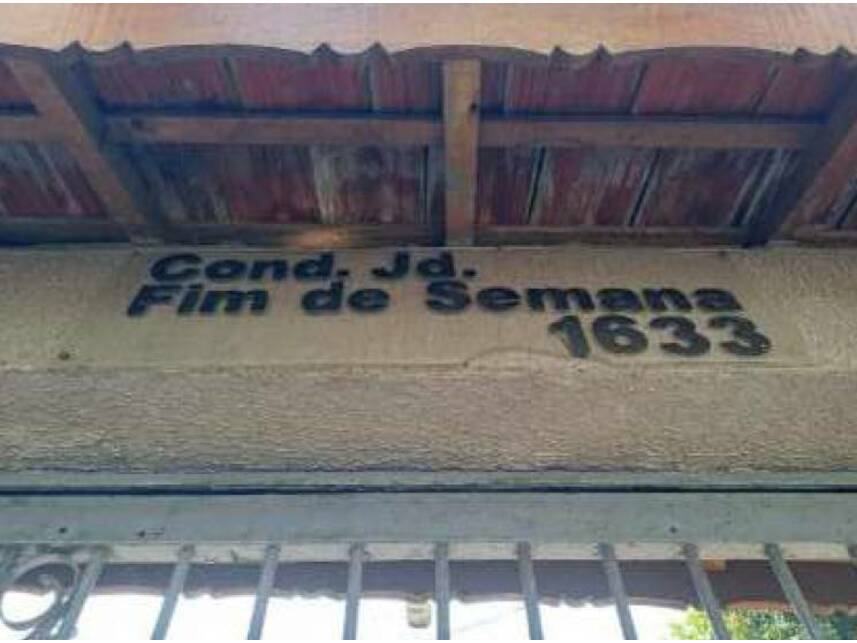 Cond. Jd.
Fim de Semana
1633